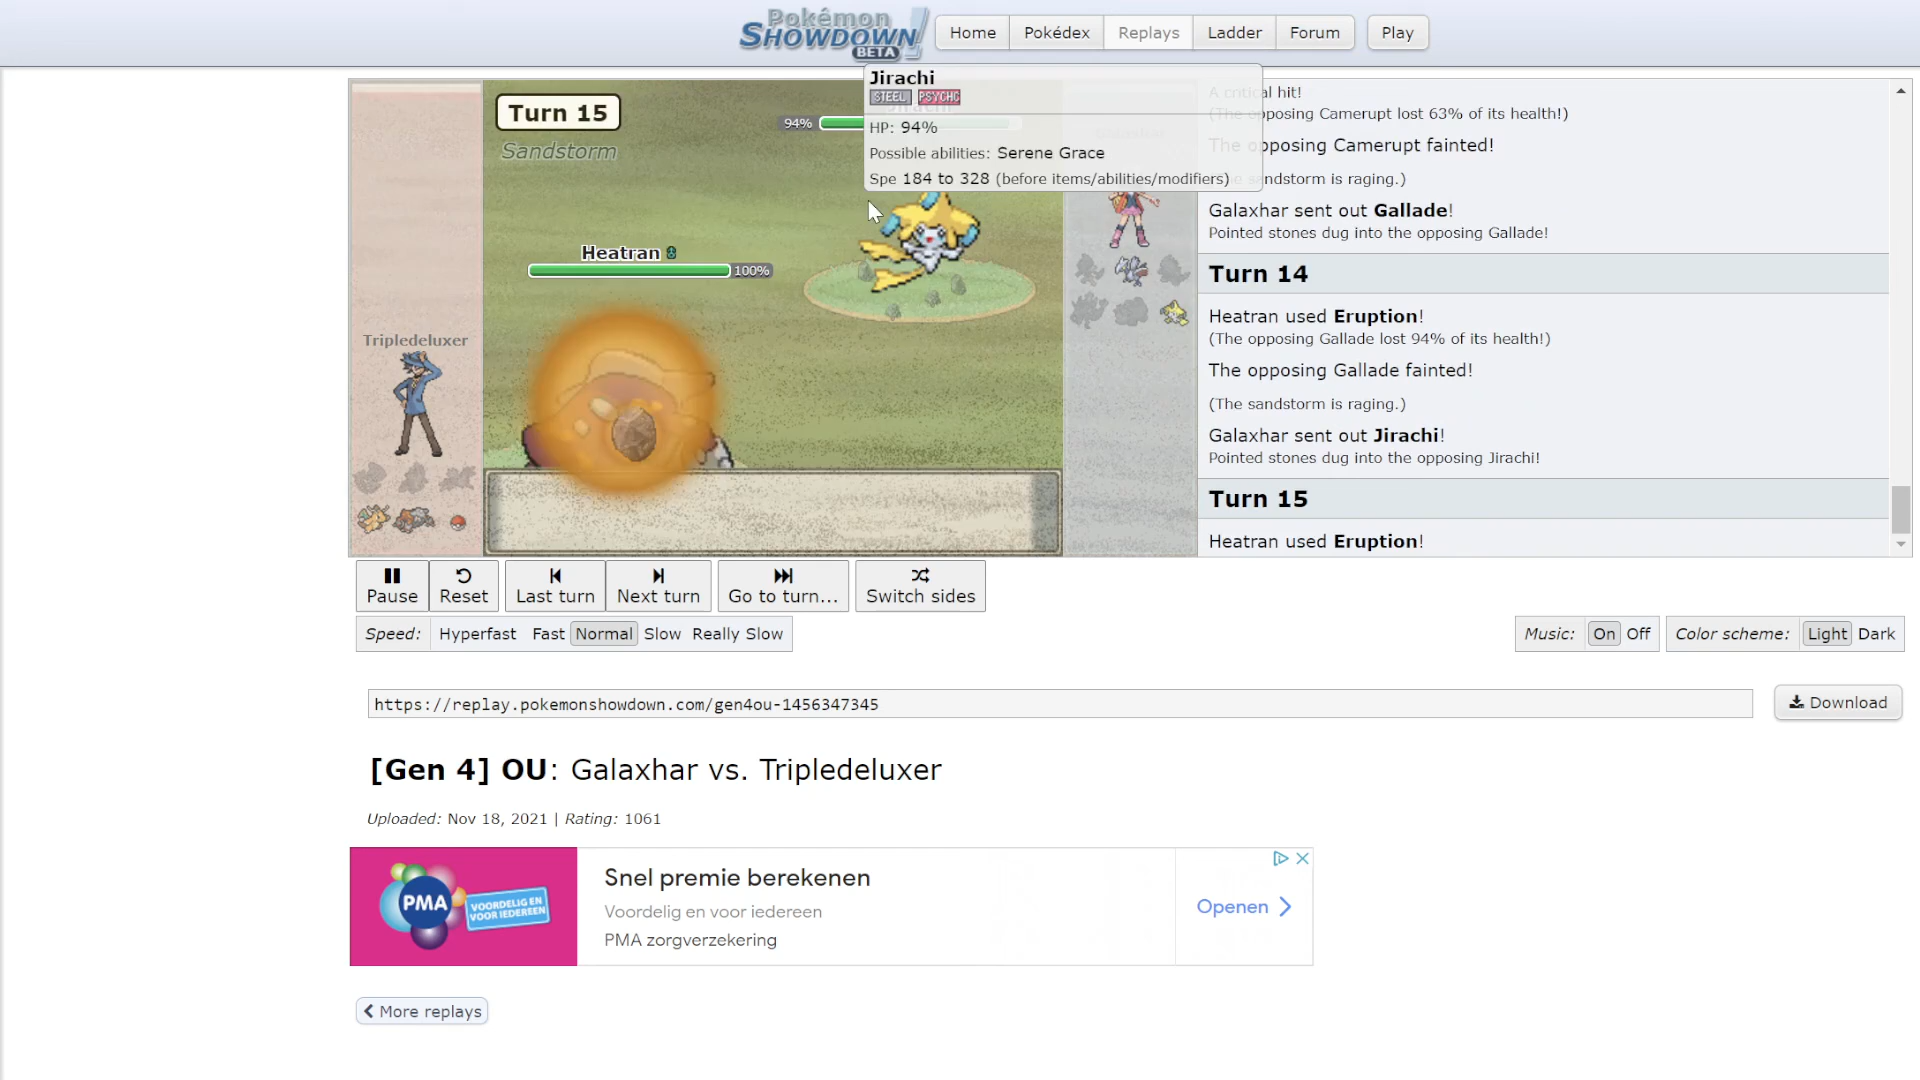 Pokémon
SHOWDOWN!
BETA
Home
Pokédex
Replays
Ladder
Forum
Play
Jirachi
STEEL PSYCHC
HP: 94%
Possible abilities: Serene Grace
Spe 184 to 328 (before items/abilities/modifiers)
Turn 15
Sandstorm
94%
Heatran
100%
Tripledeluxer
A critical hit!
(The opposing Camerupt lost 63% of its health!)
The opposing Camerupt fainted!
(The sandstorm is raging.)
Galaxhar sent out Gallade!
Pointed stones dug into the opposing Gallade!
Turn 14
Heatran used Eruption!
(The opposing Gallade lost 94% of its health!)
The opposing Gallade fainted!
(The sandstorm is raging.)
Galaxhar sent out Jirachi!
Pointed stones dug into the opposing Jirachi!
Turn 15
Heatran used Eruption!
Pause
Reset
Last turn
Next turn
Go to turn...
Switch sides
Speed: Hyperfast Fast Normal Slow Really Slow
Music: On Off
Color scheme: Light Dark
https://replay.pokemonshowdown.com/gen4ou-1456347345
Download
[Gen 4] OU: Galaxhar vs. Tripledeluxer
Uploaded: Nov 18, 2021 | Rating: 1061
PMA
VOORDELIG EN
VOOR IEDEREEN
Snel premie berekenen
Voordelig en voor iedereen
PMA zorgverzekering
Openen
More replays